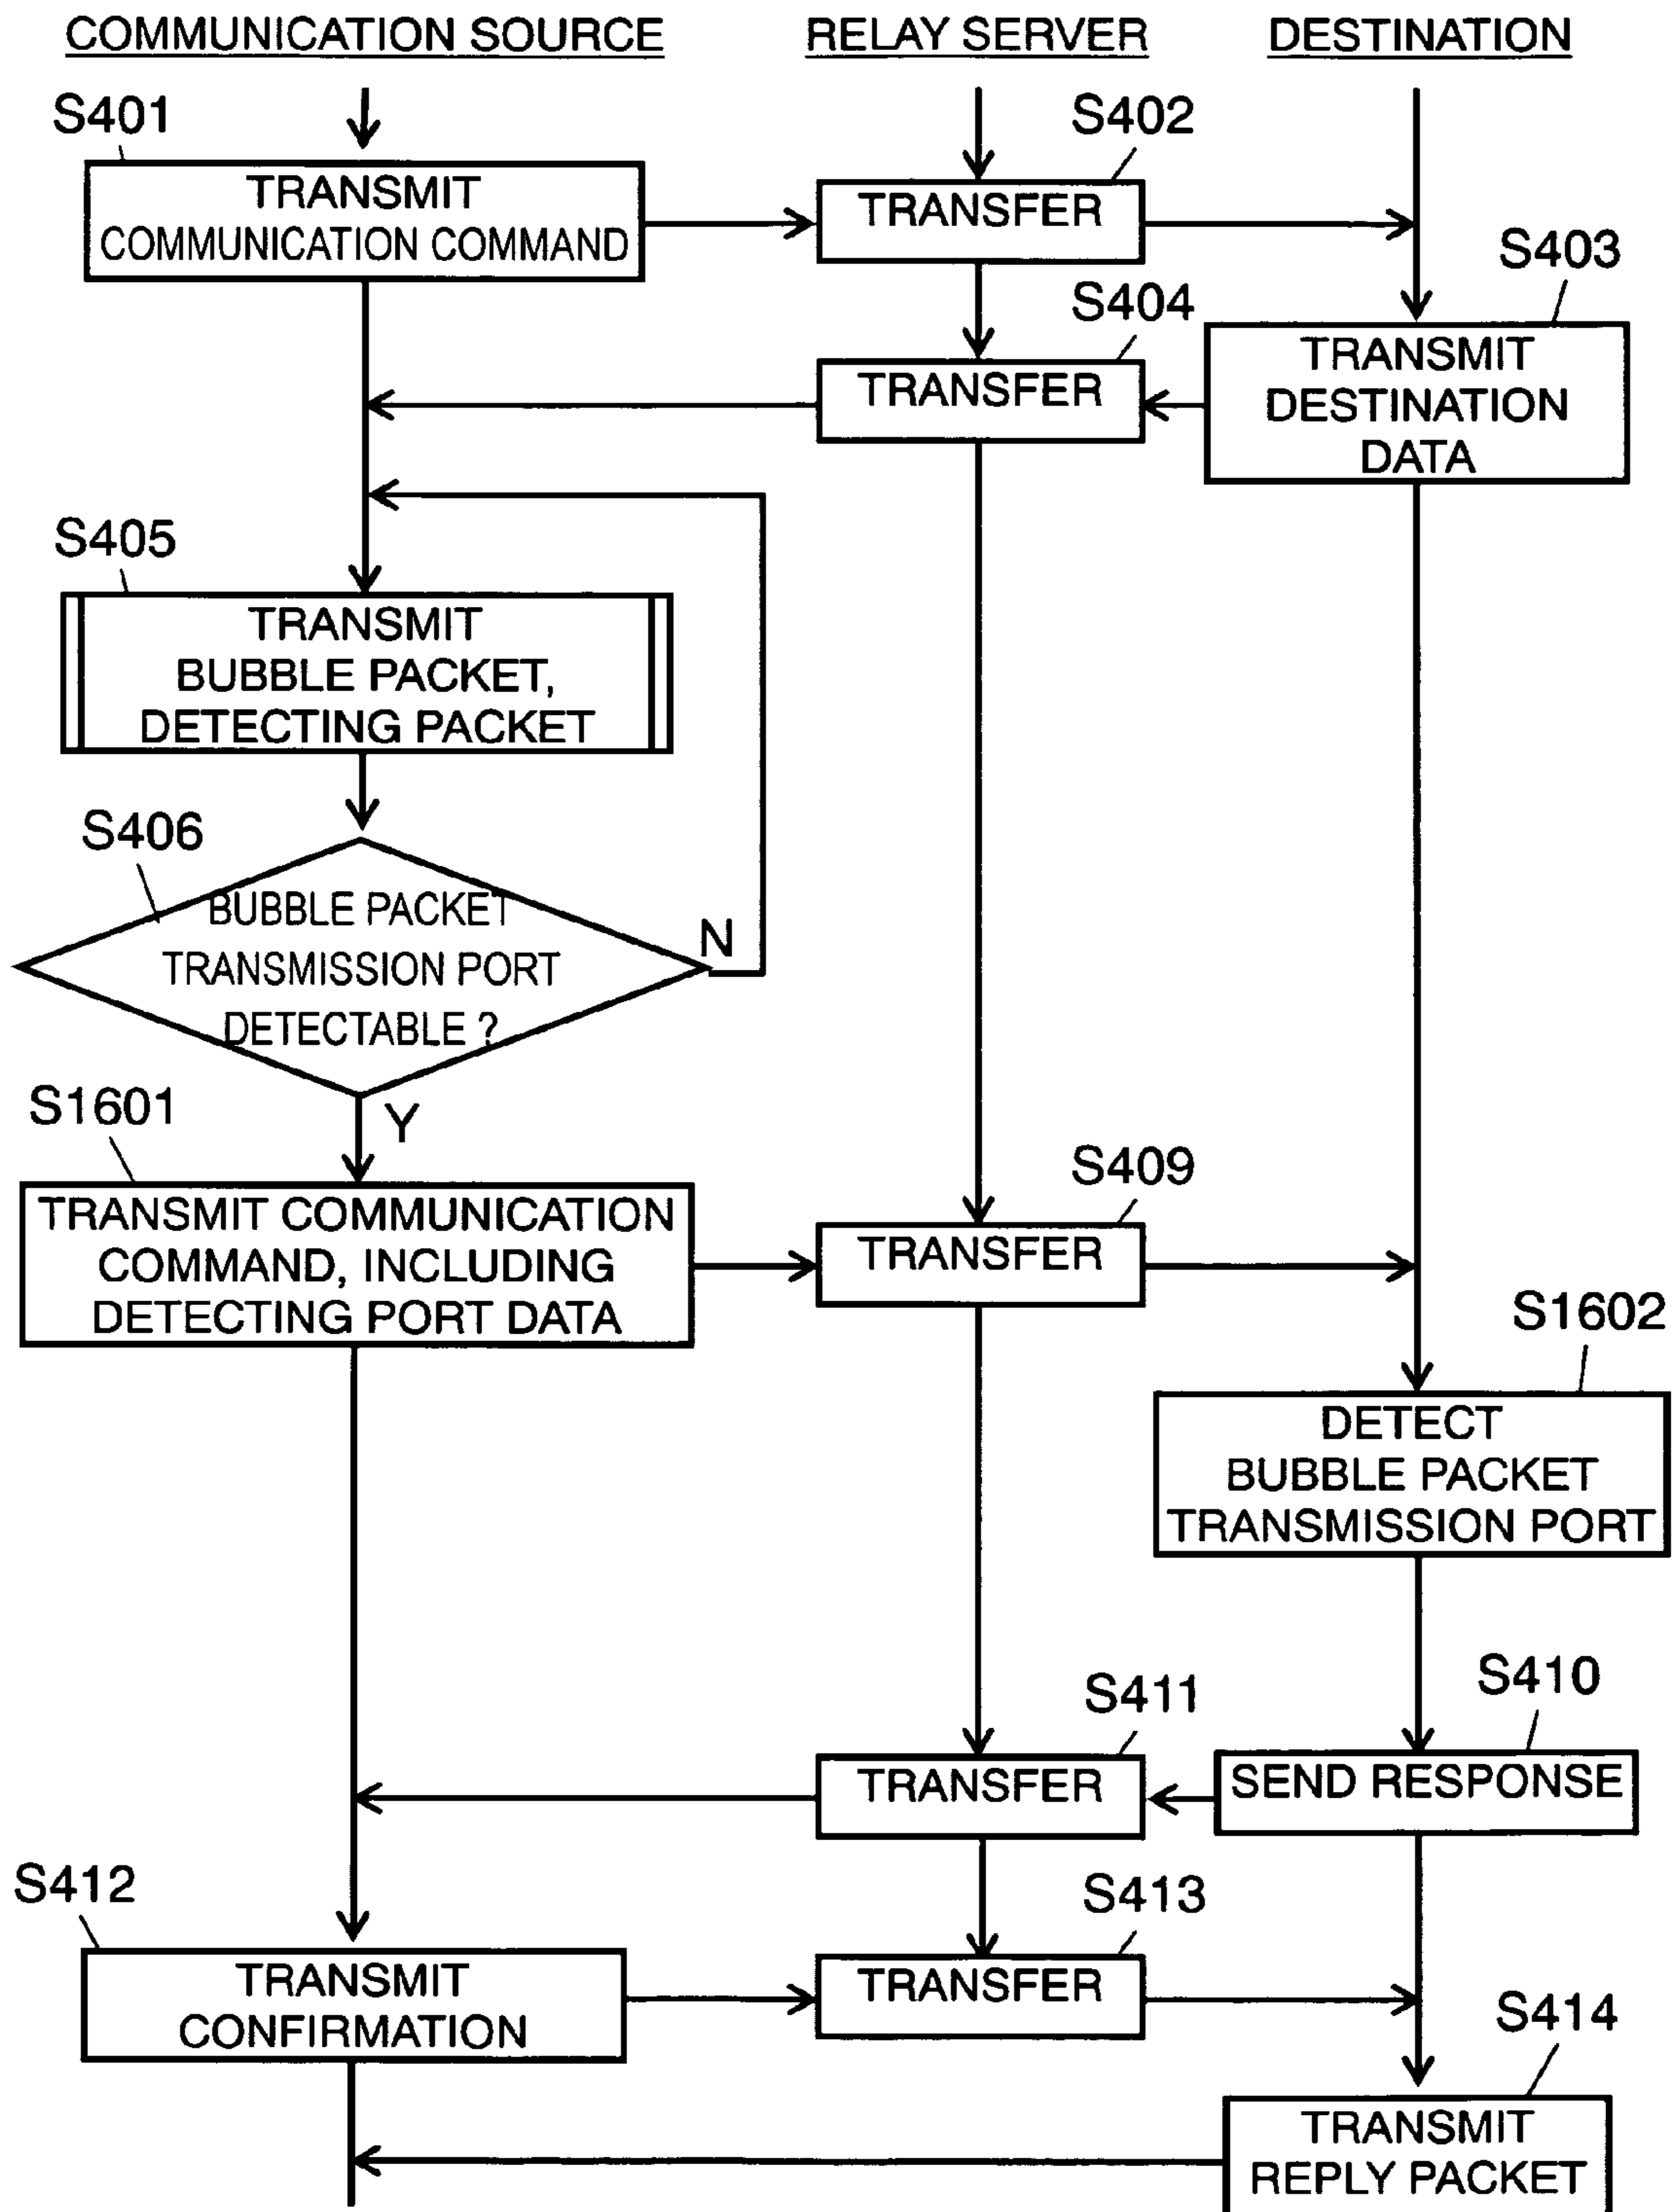 COMMUNICATION SOURCE
RELAY SERVER
DESTINATION
S401
S402
TRANSMIT
COMMUNICATION COMMAND
TRANSFER
S403
S404
TRANSMIT
DESTINATION
DATA
TRANSFER
S405
TRANSMIT
BUBBLE PACKET,
DETECTING PACKET
S406
BUBBLE PACKET
TRANSMISSION PORT
DETECTABLE ?
N
Y
S1601
TRANSMIT COMMUNICATION
COMMAND, INCLUDING
DETECTING PORT DATA
S409
TRANSFER
S1602
DETECT
BUBBLE PACKET
TRANSMISSION PORT
S410
S411
TRANSFER
SEND RESPONSE
S412
S413
TRANSMIT
CONFIRMATION
TRANSFER
S414
TRANSMIT
REPLY PACKET